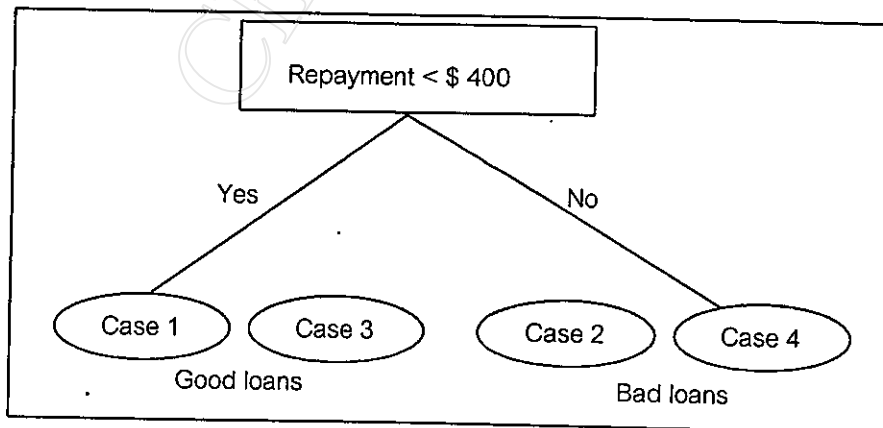 Repayment < $ 400
Yes
No
Case 1
Case 3
Case 2
Case 4
Good loans
Bad loans